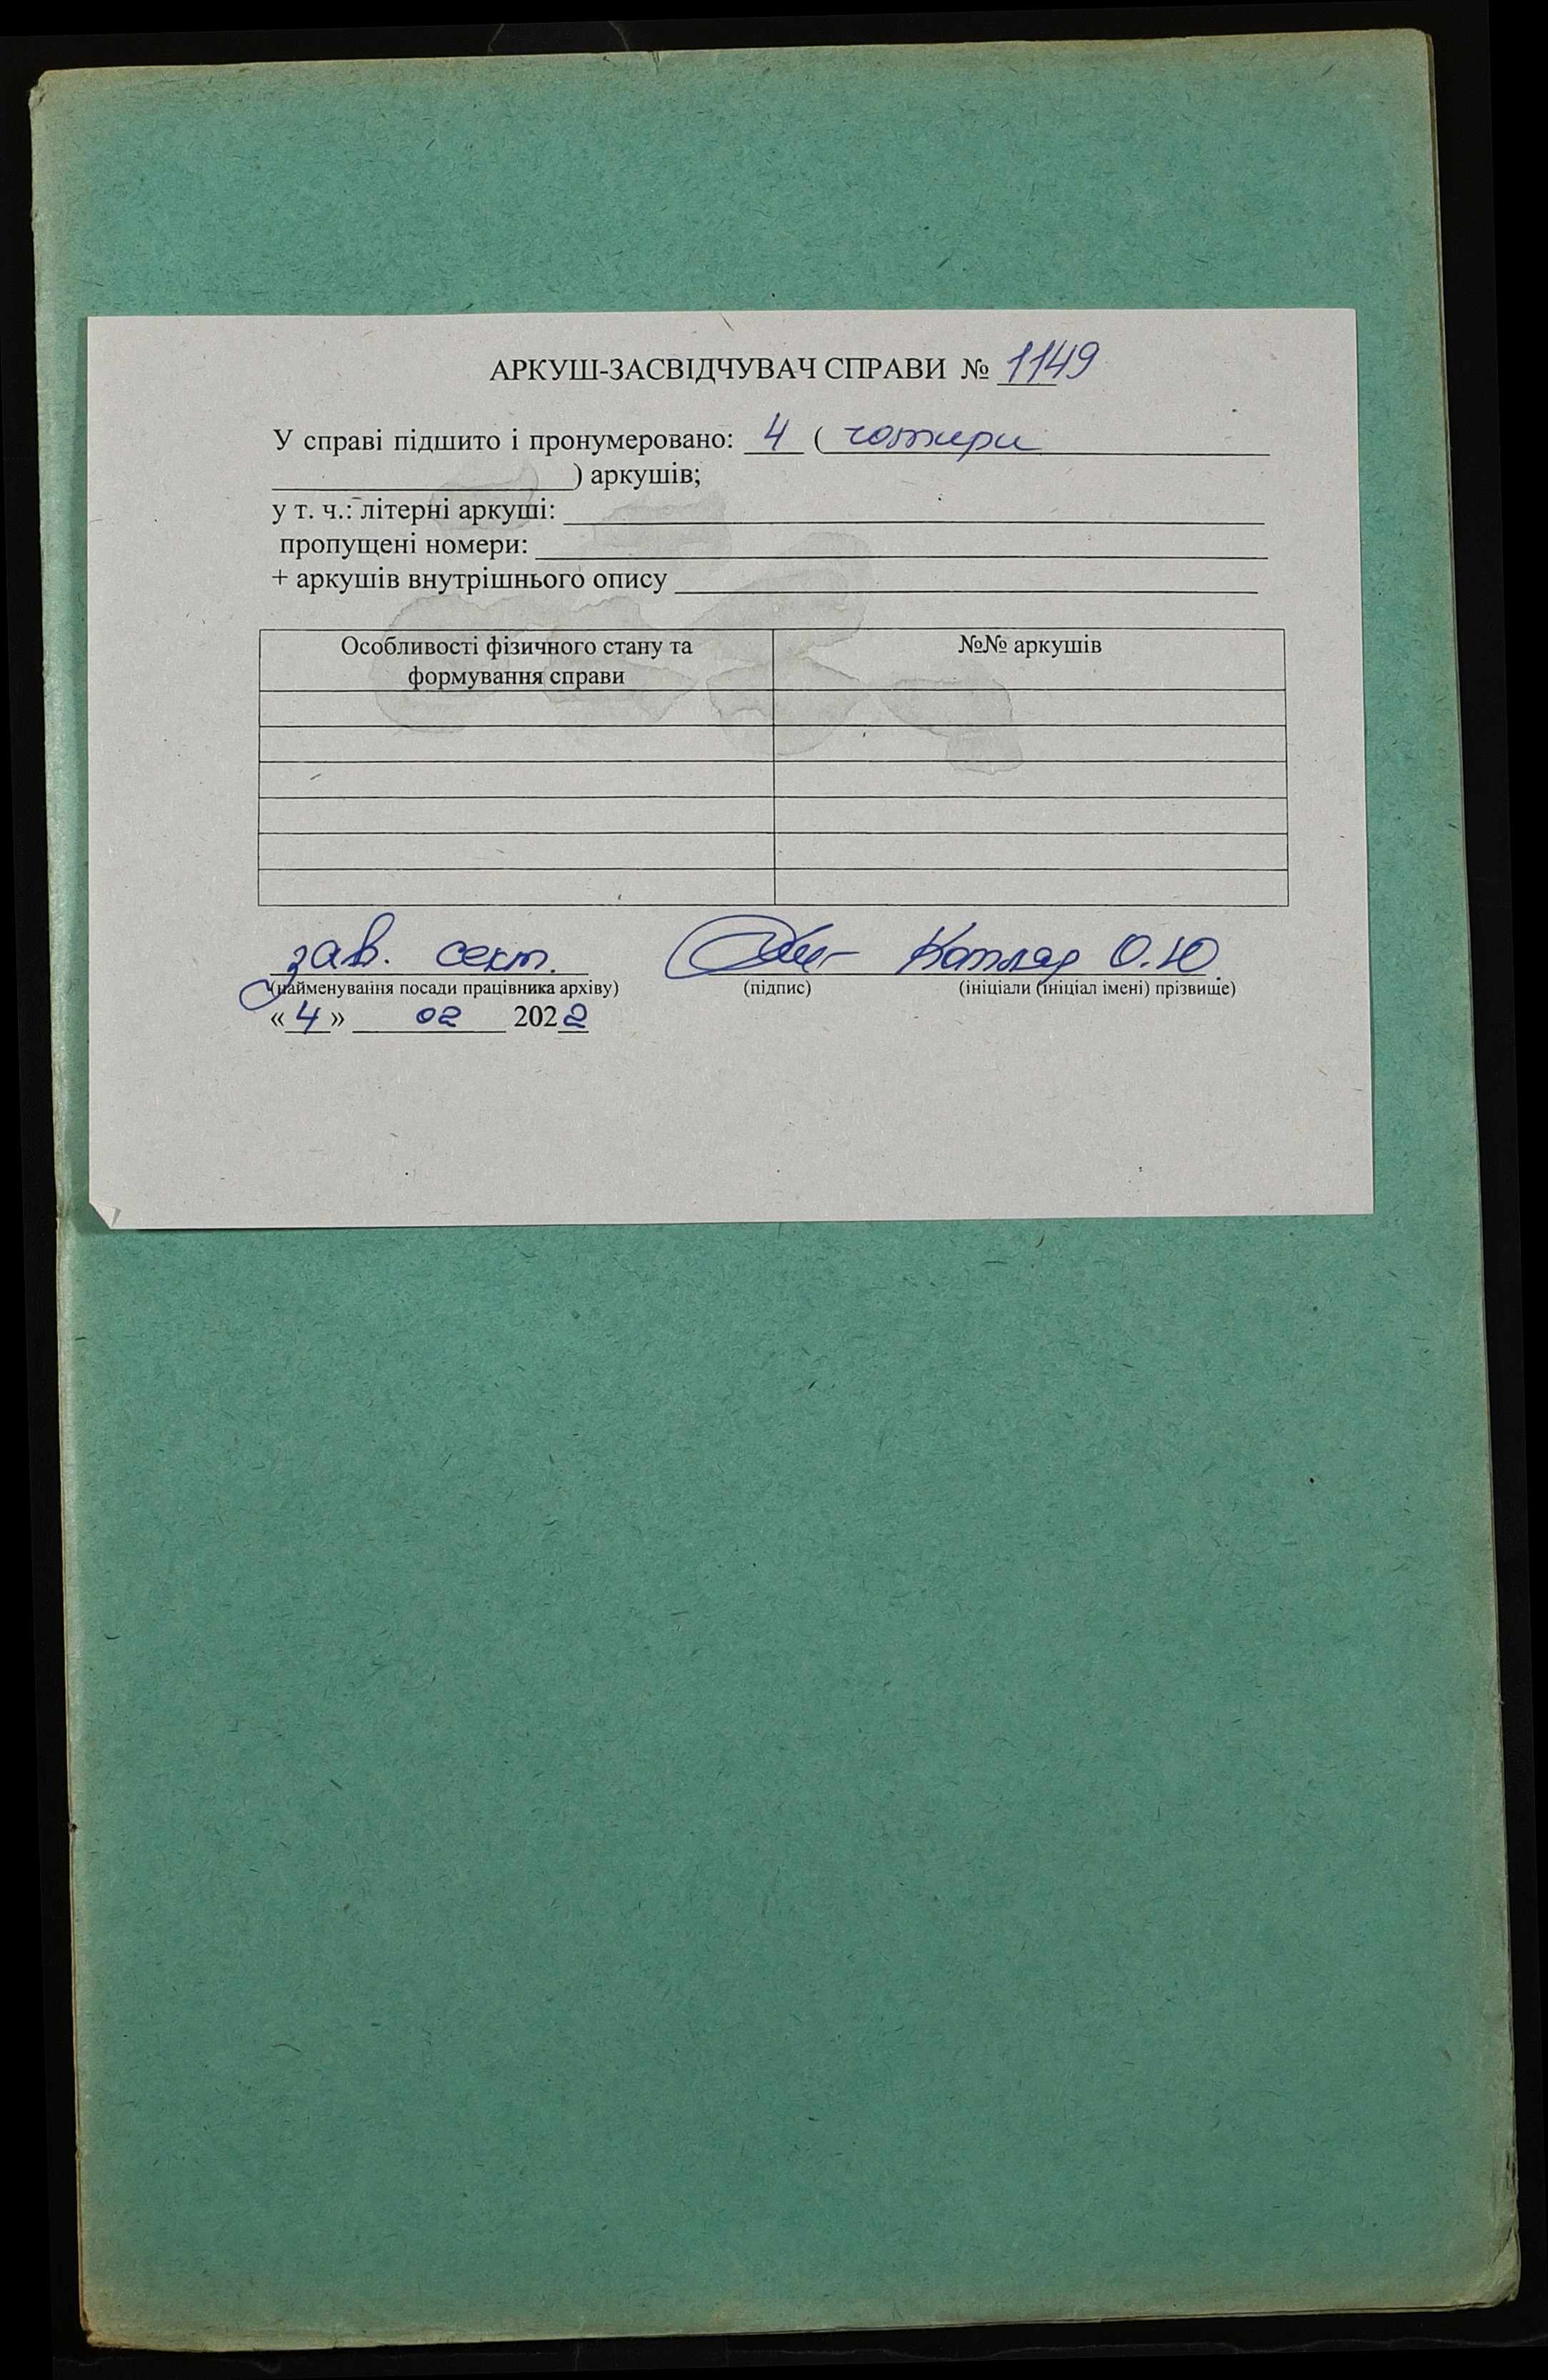 АРКУШ-ЗАСВІДЧУВАЧ СПРАВИ № 1149
У справі підшито і пронумеровано: 4 ( чотири
) аркушів;
у т. ч.: літерні аркуші:
пропущені номери:
+ аркушів внутрішнього опису
Особливості фізичного стану та формування справи
№№ аркушів
зав. сект. О.Ю.
(найменування посади працівника архіву) (підпис) (ініціали (ініціал імені) прізвище)
« 4 » 02 2022